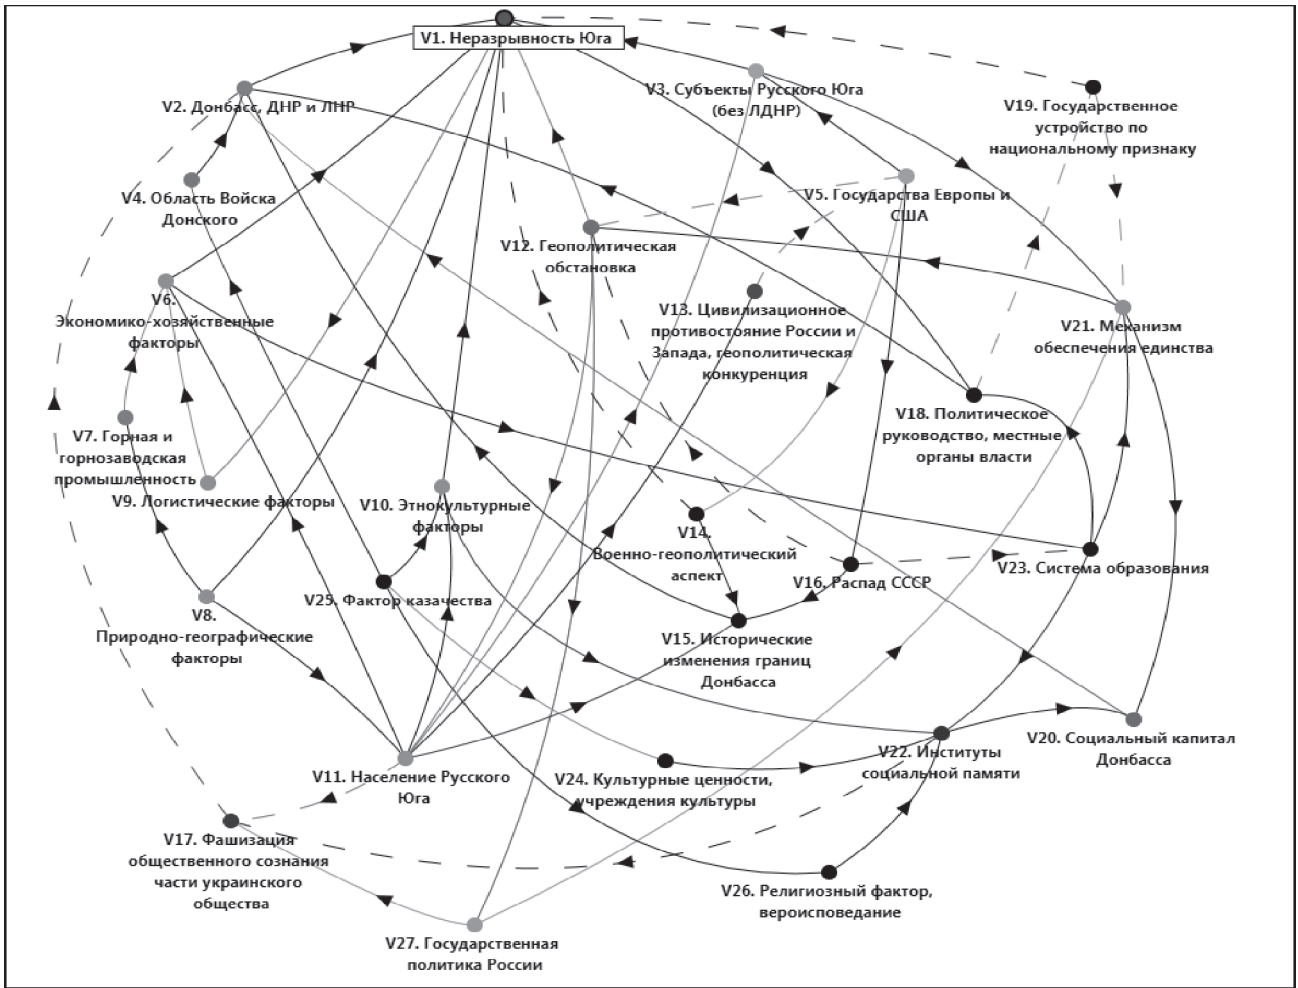 V1. Неразрывность Юга
V2. Донбасс, ДНР и ЛНР
V3. Субъекты Русского Юга
(без ЛДНР)
V19. Государственное
устройство по
национальному признаку
V4. Область Войска
Донского
V5. Государства Европы и
США
V12. Геополитическая
обстановка
V6.
Экономико-хозяйственные
факторы
V13. Цивилизационное
противостояние России и
Запада, геополитическая
конкуренция
V21. Механизм
обеспечения единства
V18. Политическое
руководство, местные
органы власти
V7. Горная и
горнозаводская
промышленность
V9. Логистические факторы
V10. Этнокультурные
факторы
V14.
Военно-геополитический
аспект
V16. Распад СССР
V23. Система образования
V25. Фактор казачества
V8.
Природно-географические
факторы
V15. Исторические
изменения границ
Донбасса
V11. Население Русского
Юга
V24. Культурные ценности,
учреждения культуры
V22. Институты
социальной памяти
V20. Социальный капитал
Донбасса
V17. Фашизация
общественного сознания
части украинского
общества
V26. Религиозный фактор,
вероисповедание
V27. Государственная
политика России